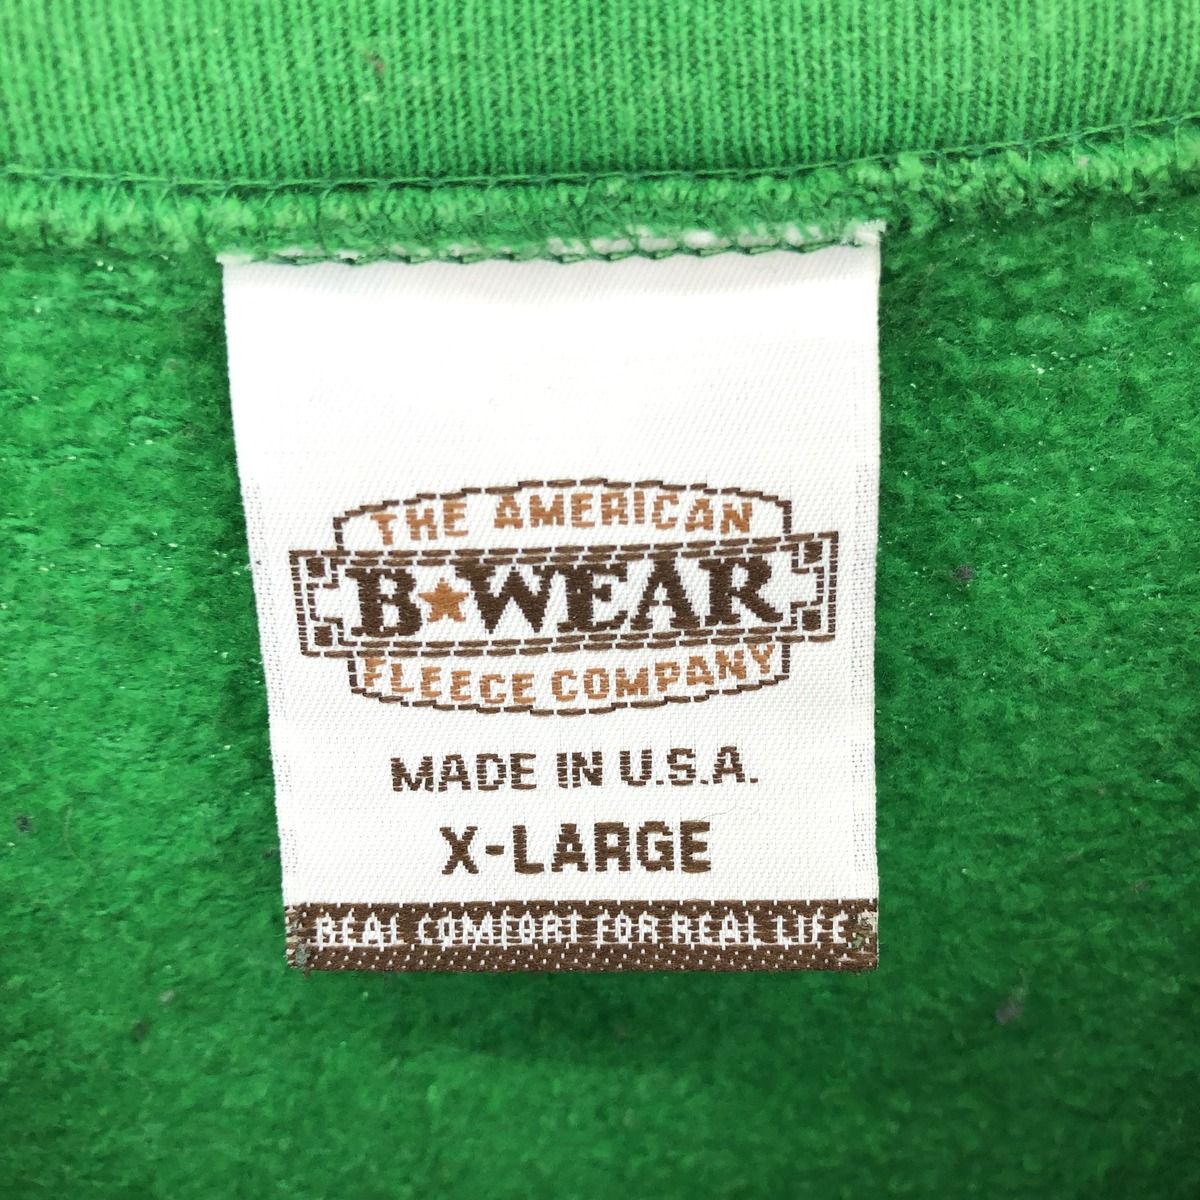 THE AMERICAN
B★WEAR
FLEECE COMPANY
MADE IN U.S.A.
X-LARGE
REAL COMFORT FOR REAL LIFE